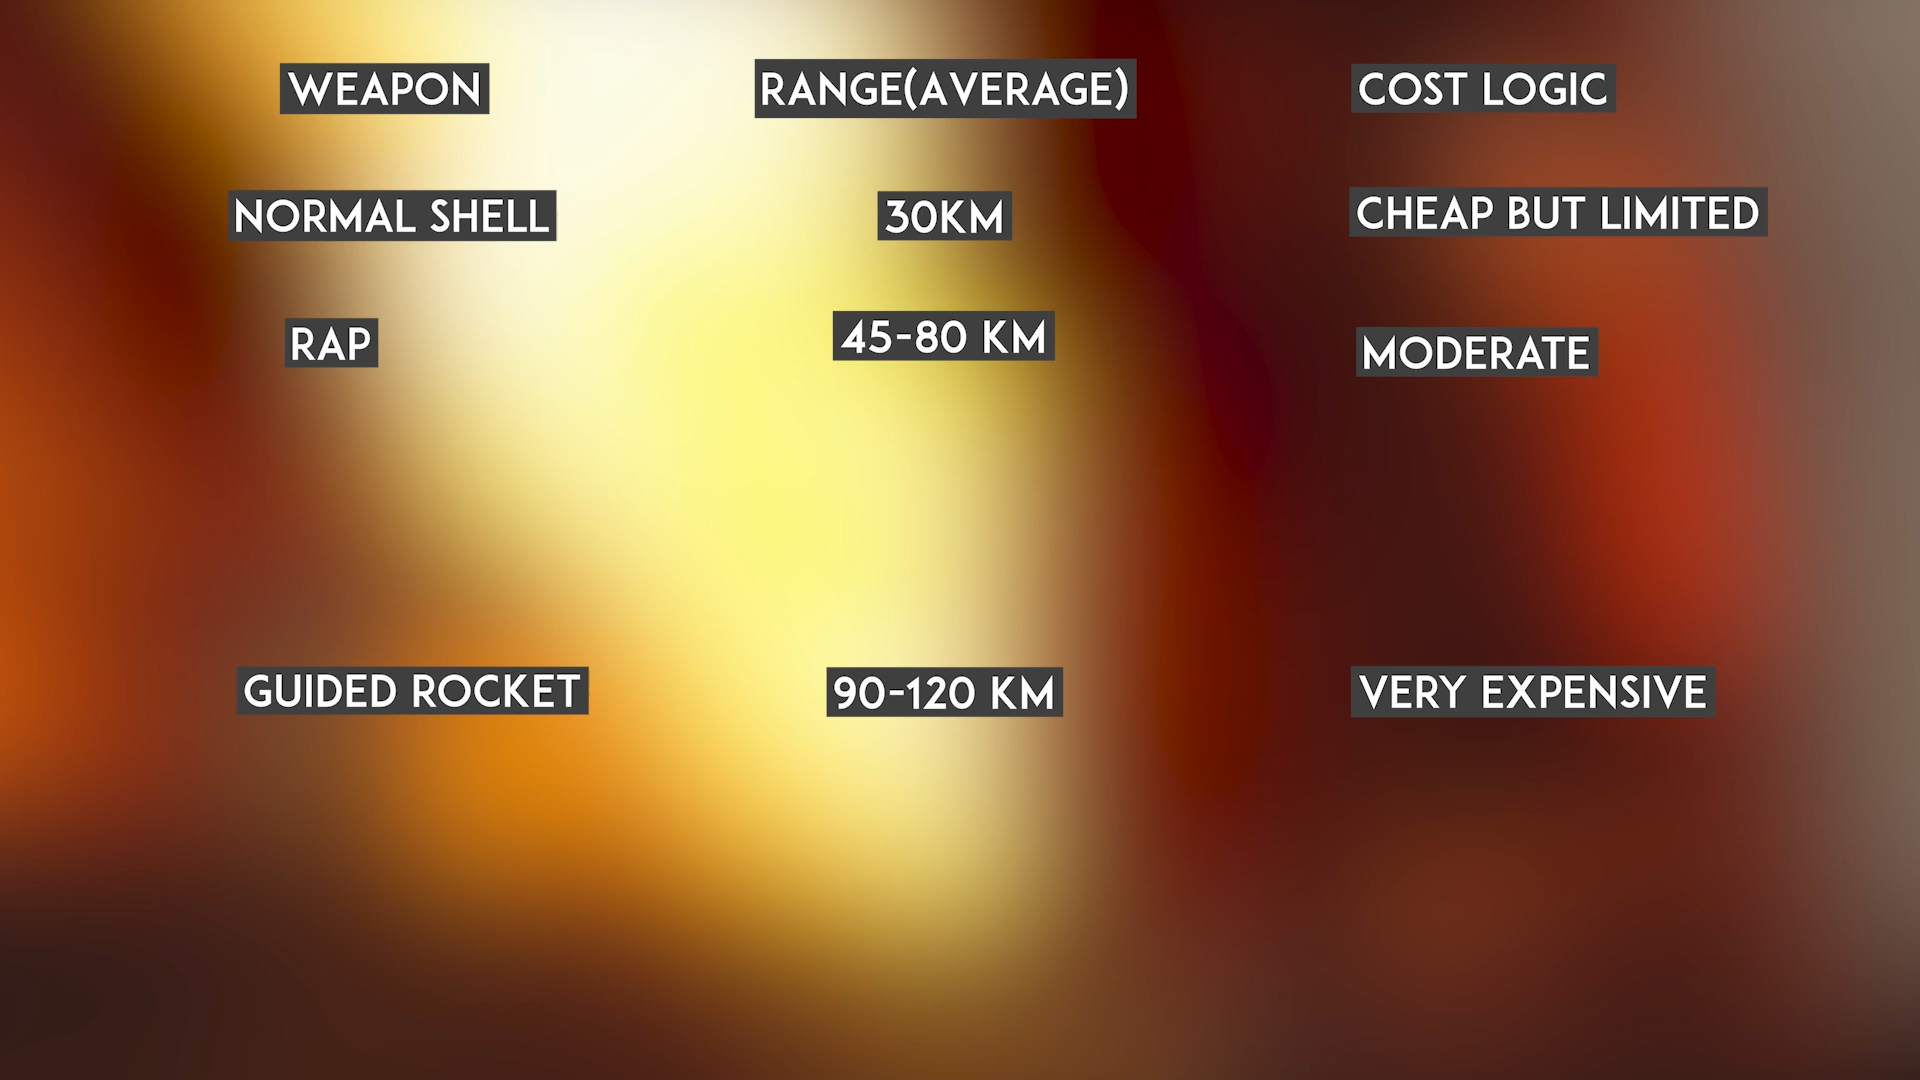 WEAPON RANGE(AVERAGE) COST LOGIC
NORMAL SHELL 30KM CHEAP BUT LIMITED
RAP 45-80 KM MODERATE
GUIDED ROCKET 90-120 KM VERY EXPENSIVE